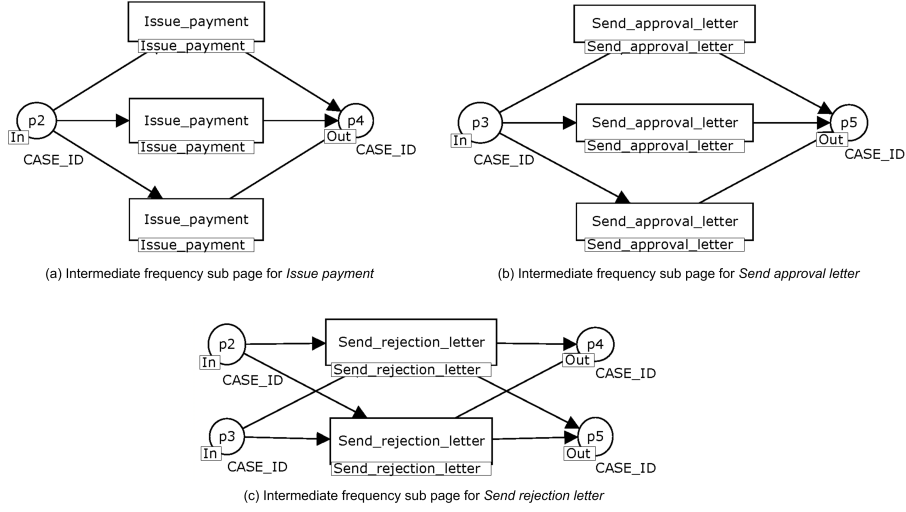 Issue_payment
Issue_payment
p2
In
CASE_ID
Issue_payment
Issue_payment
p4
Out
CASE_ID
Issue_payment
Issue_payment
(a) Intermediate frequency sub page for Issue payment
Send_approval_letter
Send_approval_letter
p3
In
CASE_ID
Send_approval_letter
Send_approval_letter
p5
Out
CASE_ID
Send_approval_letter
Send_approval_letter
(b) Intermediate frequency sub page for Send approval letter
p2
In
CASE_ID
Send_rejection_letter
Send_rejection_letter
p4
Out
CASE_ID
p3
In
CASE_ID
Send_rejection_letter
Send_rejection_letter
p5
Out
CASE_ID
(c) Intermediate frequency sub page for Send rejection letter